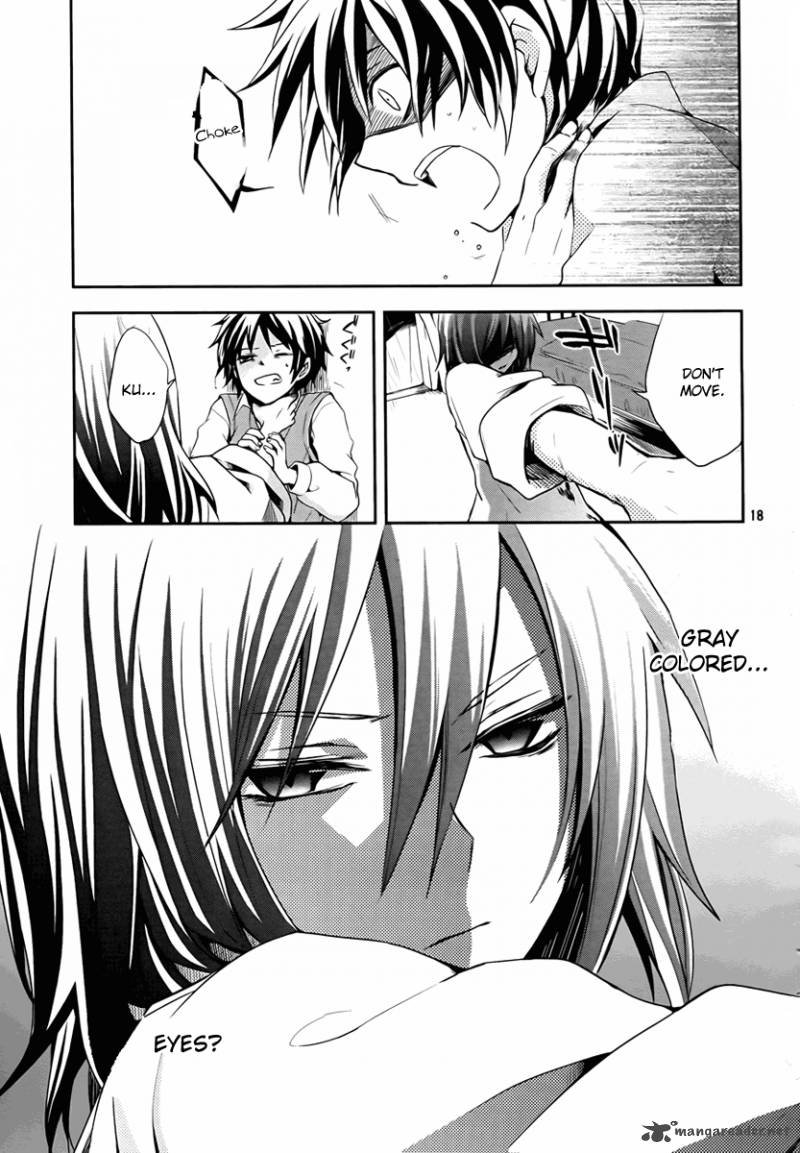 Choke
DON'T
MOVE.
KU...
18
GRAY
COLORED...
EYES?
mangareader.net